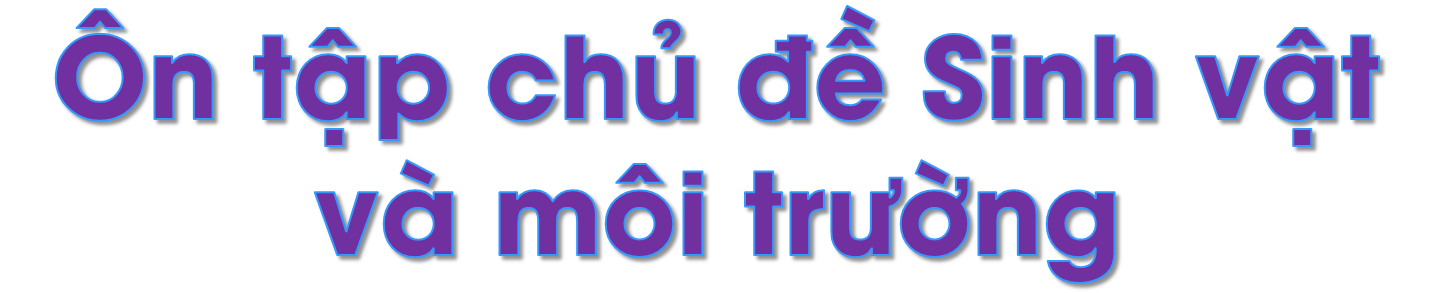 Ôn tập chủ đề Sinh vật
và môi trường